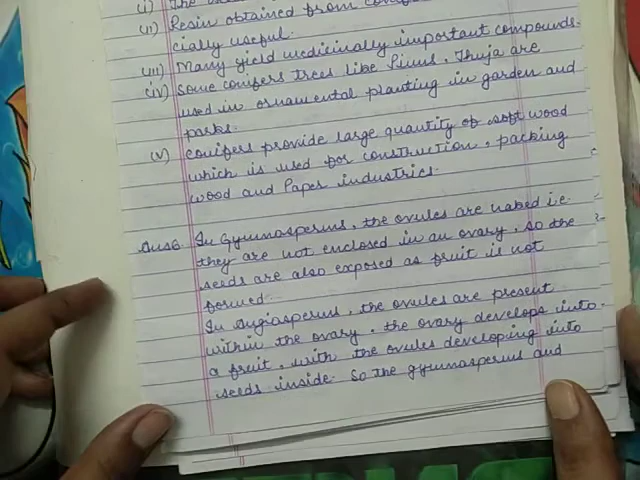 (i) The
(ii) Resin obtained from
cially useful.
(iii) Many yield medicinally important compounds.
(iv) Some conifers trees like Pinus, Thuja are
used in ornamental planting in garden and
parks.
(v) Conifers provide large quantity of soft wood
which is used for construction, packing
wood and Paper industries.
Ans6. In Gymnosperms, the ovules are naked i.e.
they are not enclosed in an ovary, so the
seeds are also exposed as fruit is not
formed.
In Angiosperms, the ovules are present
within the ovary, the ovary develops into
a fruit, with the ovules developing into
seeds inside. So the gymnosperms and